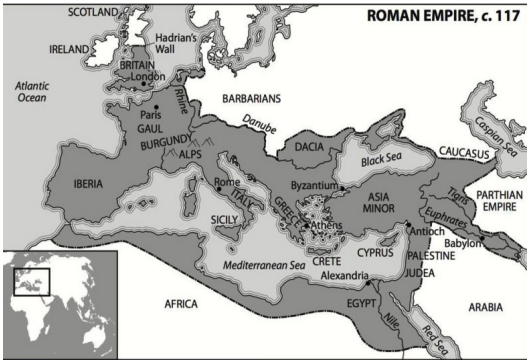 ROMAN EMPIRE, c. 117
SCOTLAND
Hadrian's
Wall
IRELAND
BRITAIN
London
Atlantic
Ocean
Rhine
BARBARIANS
Paris
GAUL
Danube
BURGUNDY
ALPS
DACIA
Caspian Sea
CAUCASUS
Black Sea
IBERIA
Rome
ITALY
Byzantium
ASIA
MINOR
Tigris
PARTHIAN
EMPIRE
GREECE
Athens
SICILY
Euphrates
Antioch
Babylon
CRETE
CYPRUS
PALESTINE
Mediterranean Sea
Alexandria
JUDEA
AFRICA
EGYPT
Nile
Red Sea
ARABIA